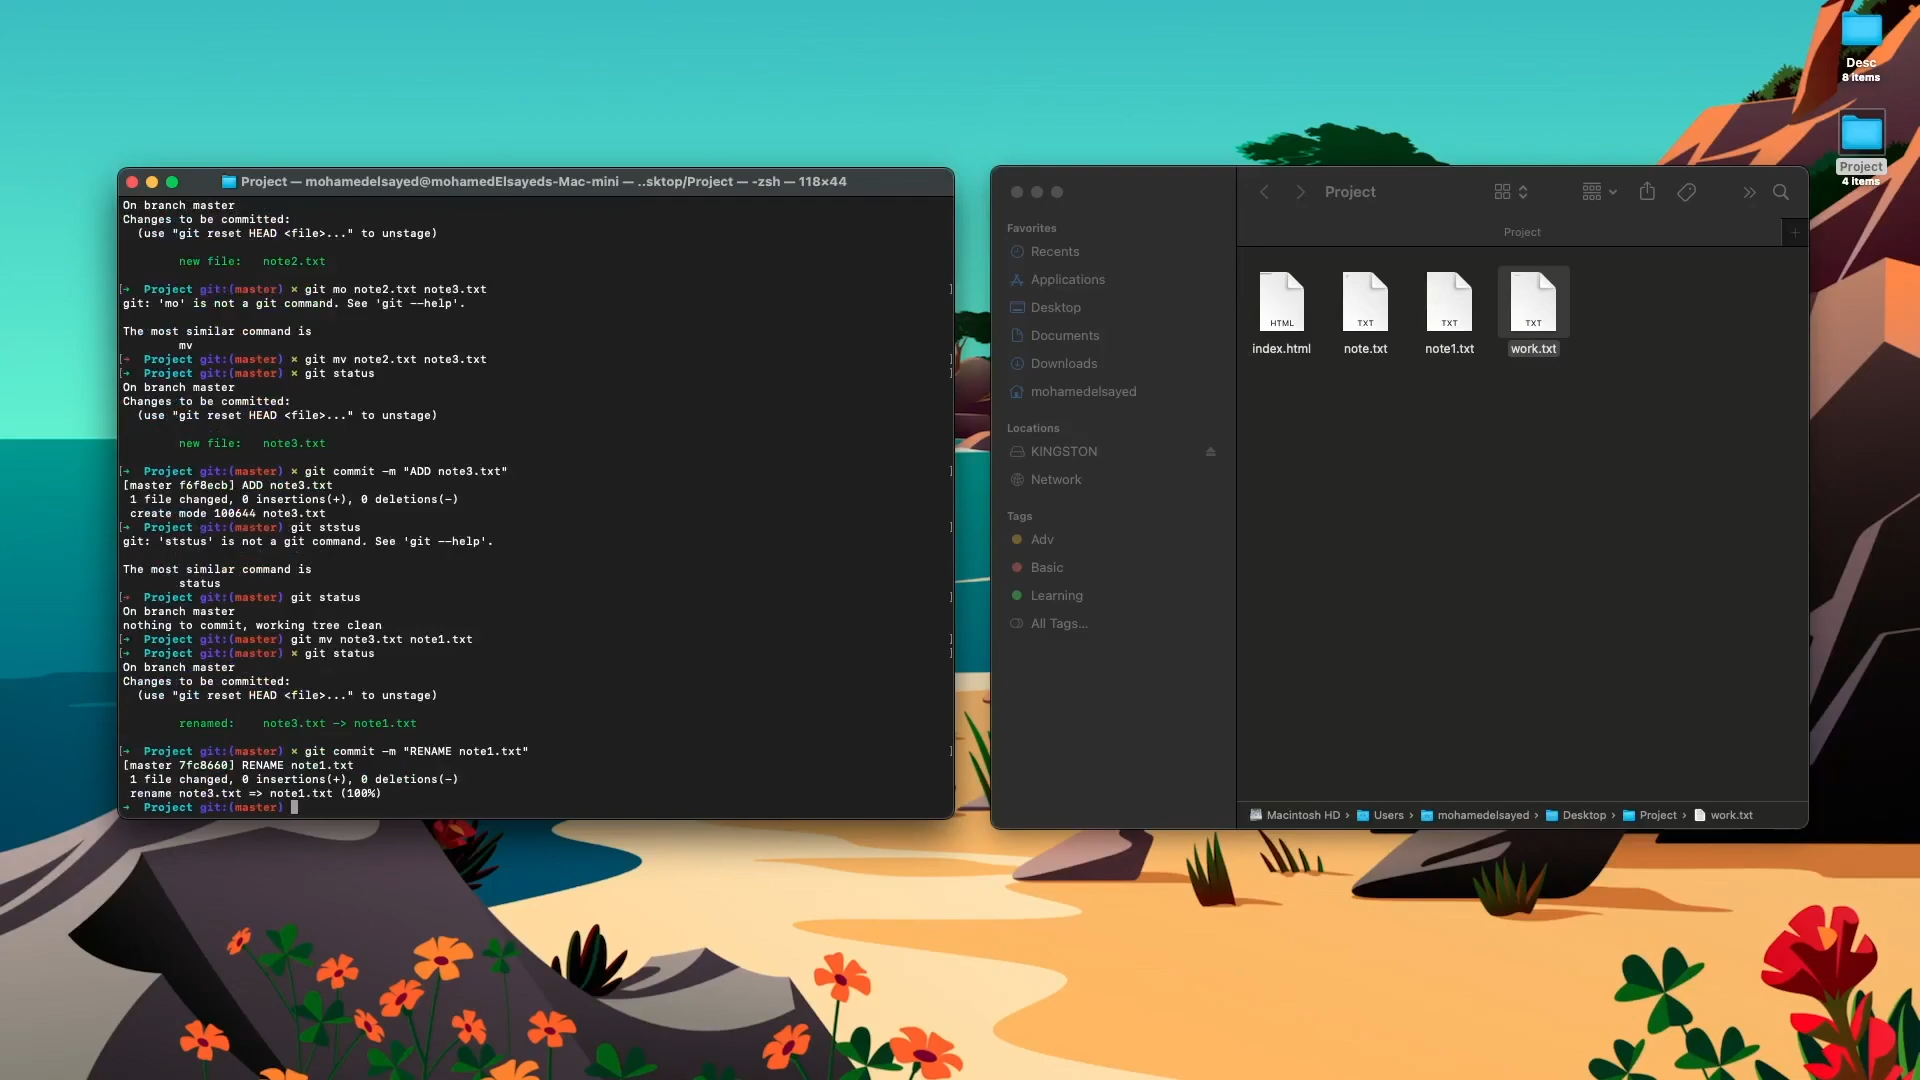 Desc
8 items
Project
4 items
Project — mohamedelsayed@mohamedElsayeds-Mac-mini — ..sktop/Project — -zsh — 118×44
On branch master
Changes to be committed:
  (use "git reset HEAD <file>..." to unstage)
        new file:   note2.txt
[→  Project git:(master) × git mo note2.txt note3.txt ]
git: 'mo' is not a git command. See 'git --help'.
The most similar command is
        mv
[→  Project git:(master) × git mv note2.txt note3.txt ]
[→  Project git:(master) × git status ]
On branch master
Changes to be committed:
  (use "git reset HEAD <file>..." to unstage)
        new file:   note3.txt
[→  Project git:(master) × git commit -m "ADD note3.txt" ]
[master f6f8ecb] ADD note3.txt
 1 file changed, 0 insertions(+), 0 deletions(-)
 create mode 100644 note3.txt
[→  Project git:(master) git ststus ]
git: 'ststus' is not a git command. See 'git --help'.
The most similar command is
        status
[→  Project git:(master) git status ]
On branch master
nothing to commit, working tree clean
[→  Project git:(master) git mv note3.txt note1.txt ]
[→  Project git:(master) × git status ]
On branch master
Changes to be committed:
  (use "git reset HEAD <file>..." to unstage)
        renamed:    note3.txt -> note1.txt
[→  Project git:(master) × git commit -m "RENAME note1.txt" ]
[master 7fc8660] RENAME note1.txt
 1 file changed, 0 insertions(+), 0 deletions(-)
 rename note3.txt => note1.txt (100%)
→  Project git:(master)
Project
Project
Favorites
Recents
Applications
Desktop
Documents
Downloads
mohamedelsayed
Locations
KINGSTON
Network
Tags
Adv
Basic
Learning
All Tags...
HTML TXT TXT TXT
index.html note.txt note1.txt work.txt
Macintosh HD › Users › mohamedelsayed › Desktop › Project › work.txt